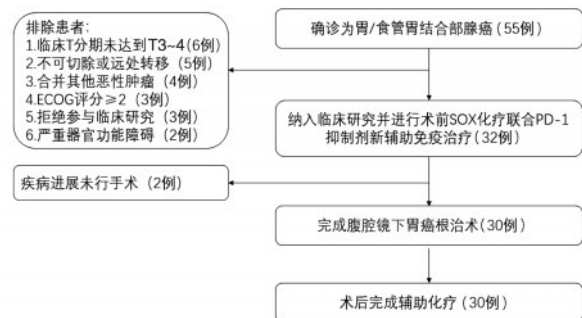 确诊为胃/食管胃结合部腺癌(55例)
排除患者:
1.临床T分期未达到T3~4(6例)
2.不可切除或远处转移(5例)
3.合并其他恶性肿瘤(4例)
4.ECOG评分≥2(3例)
5.拒绝参与临床研究(3例)
6.严重器官功能障碍(2例)
纳入临床研究并进行术前SOX化疗联合PD-1
抑制剂新辅助免疫治疗(32例)
疾病进展未行手术(2例)
完成腹腔镜下胃癌根治术(30例)
术后完成辅助化疗(30例)